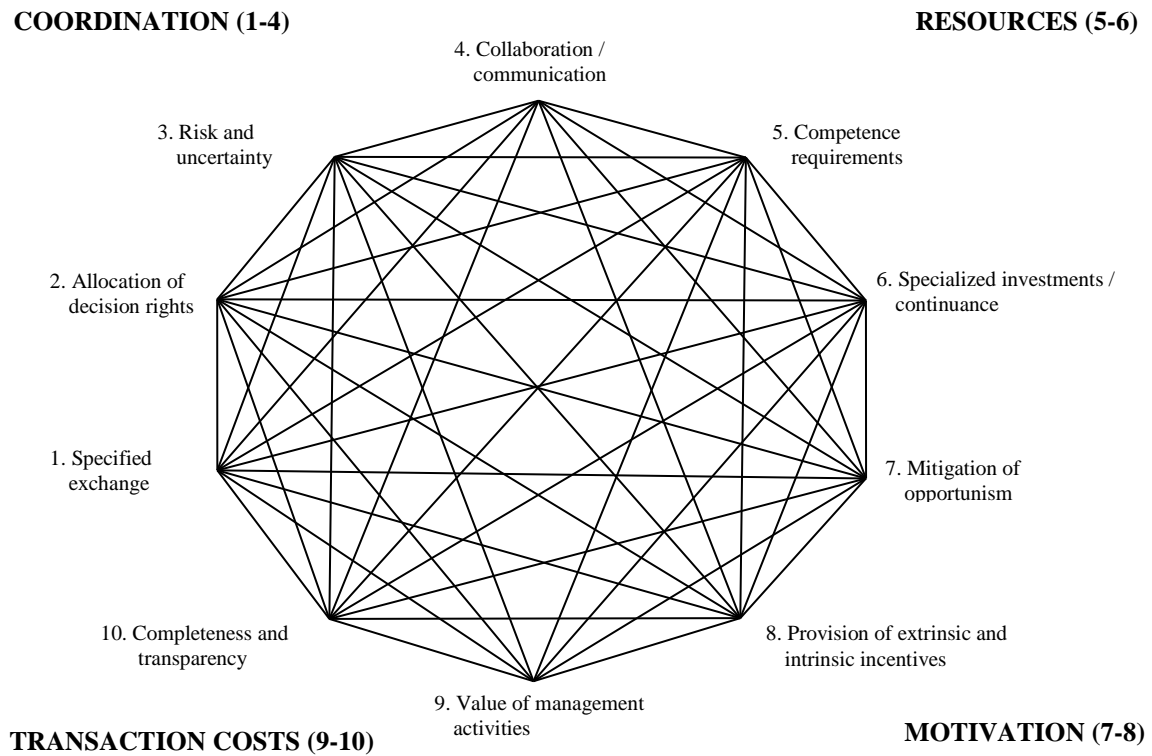 COORDINATION (1-4)
RESOURCES (5-6)
4. Collaboration /
communication
3. Risk and
uncertainty
5. Competence
requirements
2. Allocation of
decision rights
6. Specialized investments /
continuance
1. Specified
exchange
7. Mitigation of
opportunism
10. Completeness and
transparency
8. Provision of extrinsic and
intrinsic incentives
9. Value of management
activities
TRANSACTION COSTS (9-10)
MOTIVATION (7-8)